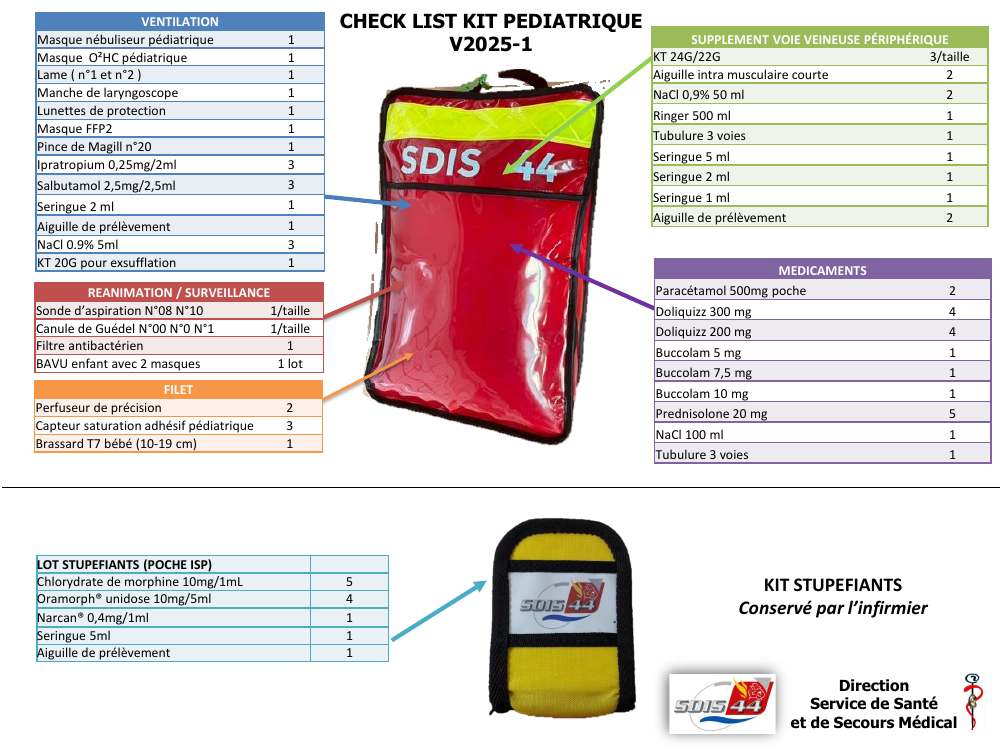 CHECK LIST KIT PEDIATRIQUE
V2025-1
VENTILATION
Masque nébuliseur pédiatrique 1
Masque O²HC pédiatrique 1
Lame ( n°1 et n°2 ) 1
Manche de laryngoscope 1
Lunettes de protection 1
Masque FFP2 1
Pince de Magill n°20 1
Ipratropium 0,25mg/2ml 3
Salbutamol 2,5mg/2,5ml 3
Seringue 2 ml 1
Aiguille de prélèvement 1
NaCl 0.9% 5ml 3
KT 20G pour exsufflation 1
REANIMATION / SURVEILLANCE
Sonde d’aspiration N°08 N°10 1/taille
Canule de Guédel N°00 N°0 N°1 1/taille
Filtre antibactérien 1
BAVU enfant avec 2 masques 1 lot
FILET
Perfuseur de précision 2
Capteur saturation adhésif pédiatrique 3
Brassard T7 bébé (10-19 cm) 1
SDIS 44
SUPPLEMENT VOIE VEINEUSE PÉRIPHÉRIQUE
KT 24G/22G 3/taille
Aiguille intra musculaire courte 2
NaCl 0,9% 50 ml 2
Ringer 500 ml 1
Tubulure 3 voies 1
Seringue 5 ml 1
Seringue 2 ml 1
Seringue 1 ml 1
Aiguille de prélèvement 2
MEDICAMENTS
Paracétamol 500mg poche 2
Doliquizz 300 mg 4
Doliquizz 200 mg 4
Buccolam 5 mg 1
Buccolam 7,5 mg 1
Buccolam 10 mg 1
Prednisolone 20 mg 5
NaCl 100 ml 1
Tubulure 3 voies 1
LOT STUPEFIANTS (POCHE ISP)
Chlorydrate de morphine 10mg/1mL 5
Oramorph® unidose 10mg/5ml 4
Narcan® 0,4mg/1ml 1
Seringue 5ml 1
Aiguille de prélèvement 1
SDIS 44
KIT STUPEFIANTS
Conservé par l’infirmier
SDIS 44
Direction
Service de Santé
et de Secours Médical